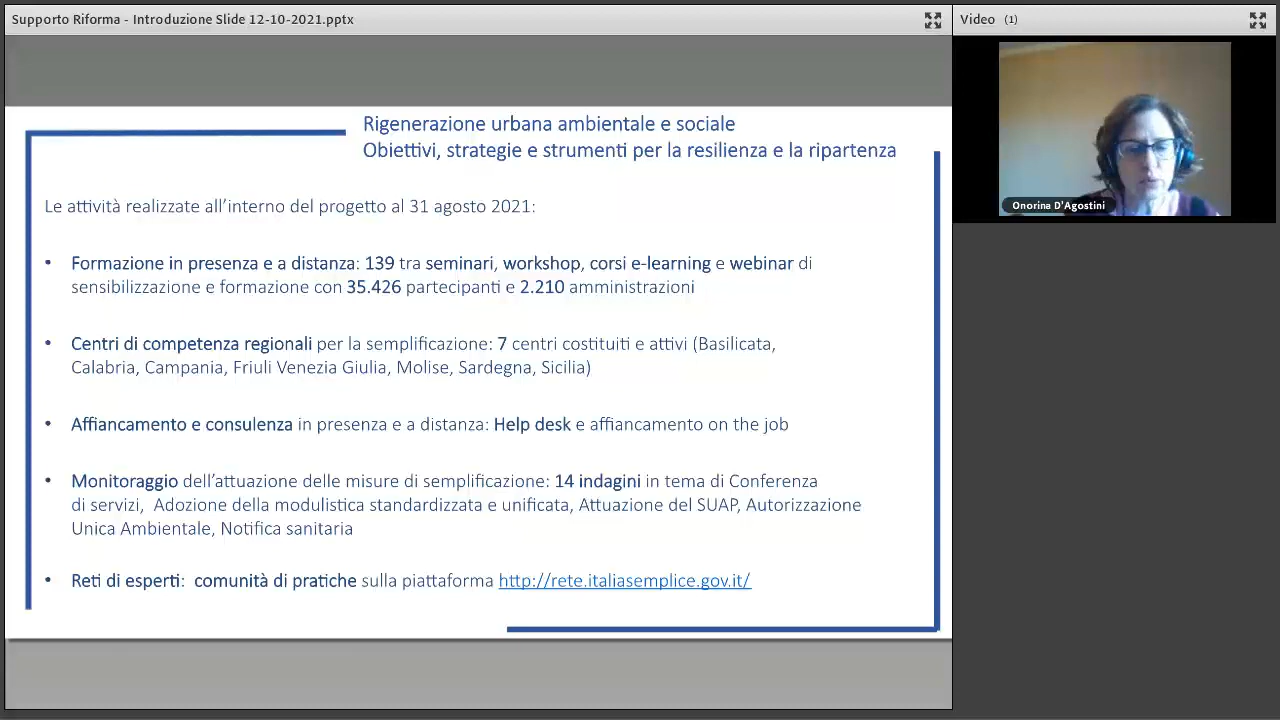 Supporto Riforma - Introduzione Slide 12-10-2021.pptx
Video (1)
Rigenerazione urbana ambientale e sociale
Obiettivi, strategie e strumenti per la resilienza e la ripartenza
Le attività realizzate all'interno del progetto al 31 agosto 2021:
• Formazione in presenza e a distanza: 139 tra seminari, workshop, corsi e-learning e webinar di
sensibilizzazione e formazione con 35.426 partecipanti e 2.210 amministrazioni
• Centri di competenza regionali per la semplificazione: 7 centri costituiti e attivi (Basilicata,
Calabria, Campania, Friuli Venezia Giulia, Molise, Sardegna, Sicilia)
• Affiancamento e consulenza in presenza e a distanza: Help desk e affiancamento on the job
• Monitoraggio dell'attuazione delle misure di semplificazione: 14 indagini in tema di Conferenza
di servizi, Adozione della modulistica standardizzata e unificata, Attuazione del SUAP, Autorizzazione
Unica Ambientale, Notifica sanitaria
• Reti di esperti: comunità di pratiche sulla piattaforma http://rete.italiasemplice.gov.it/
Onorina D'Agostini